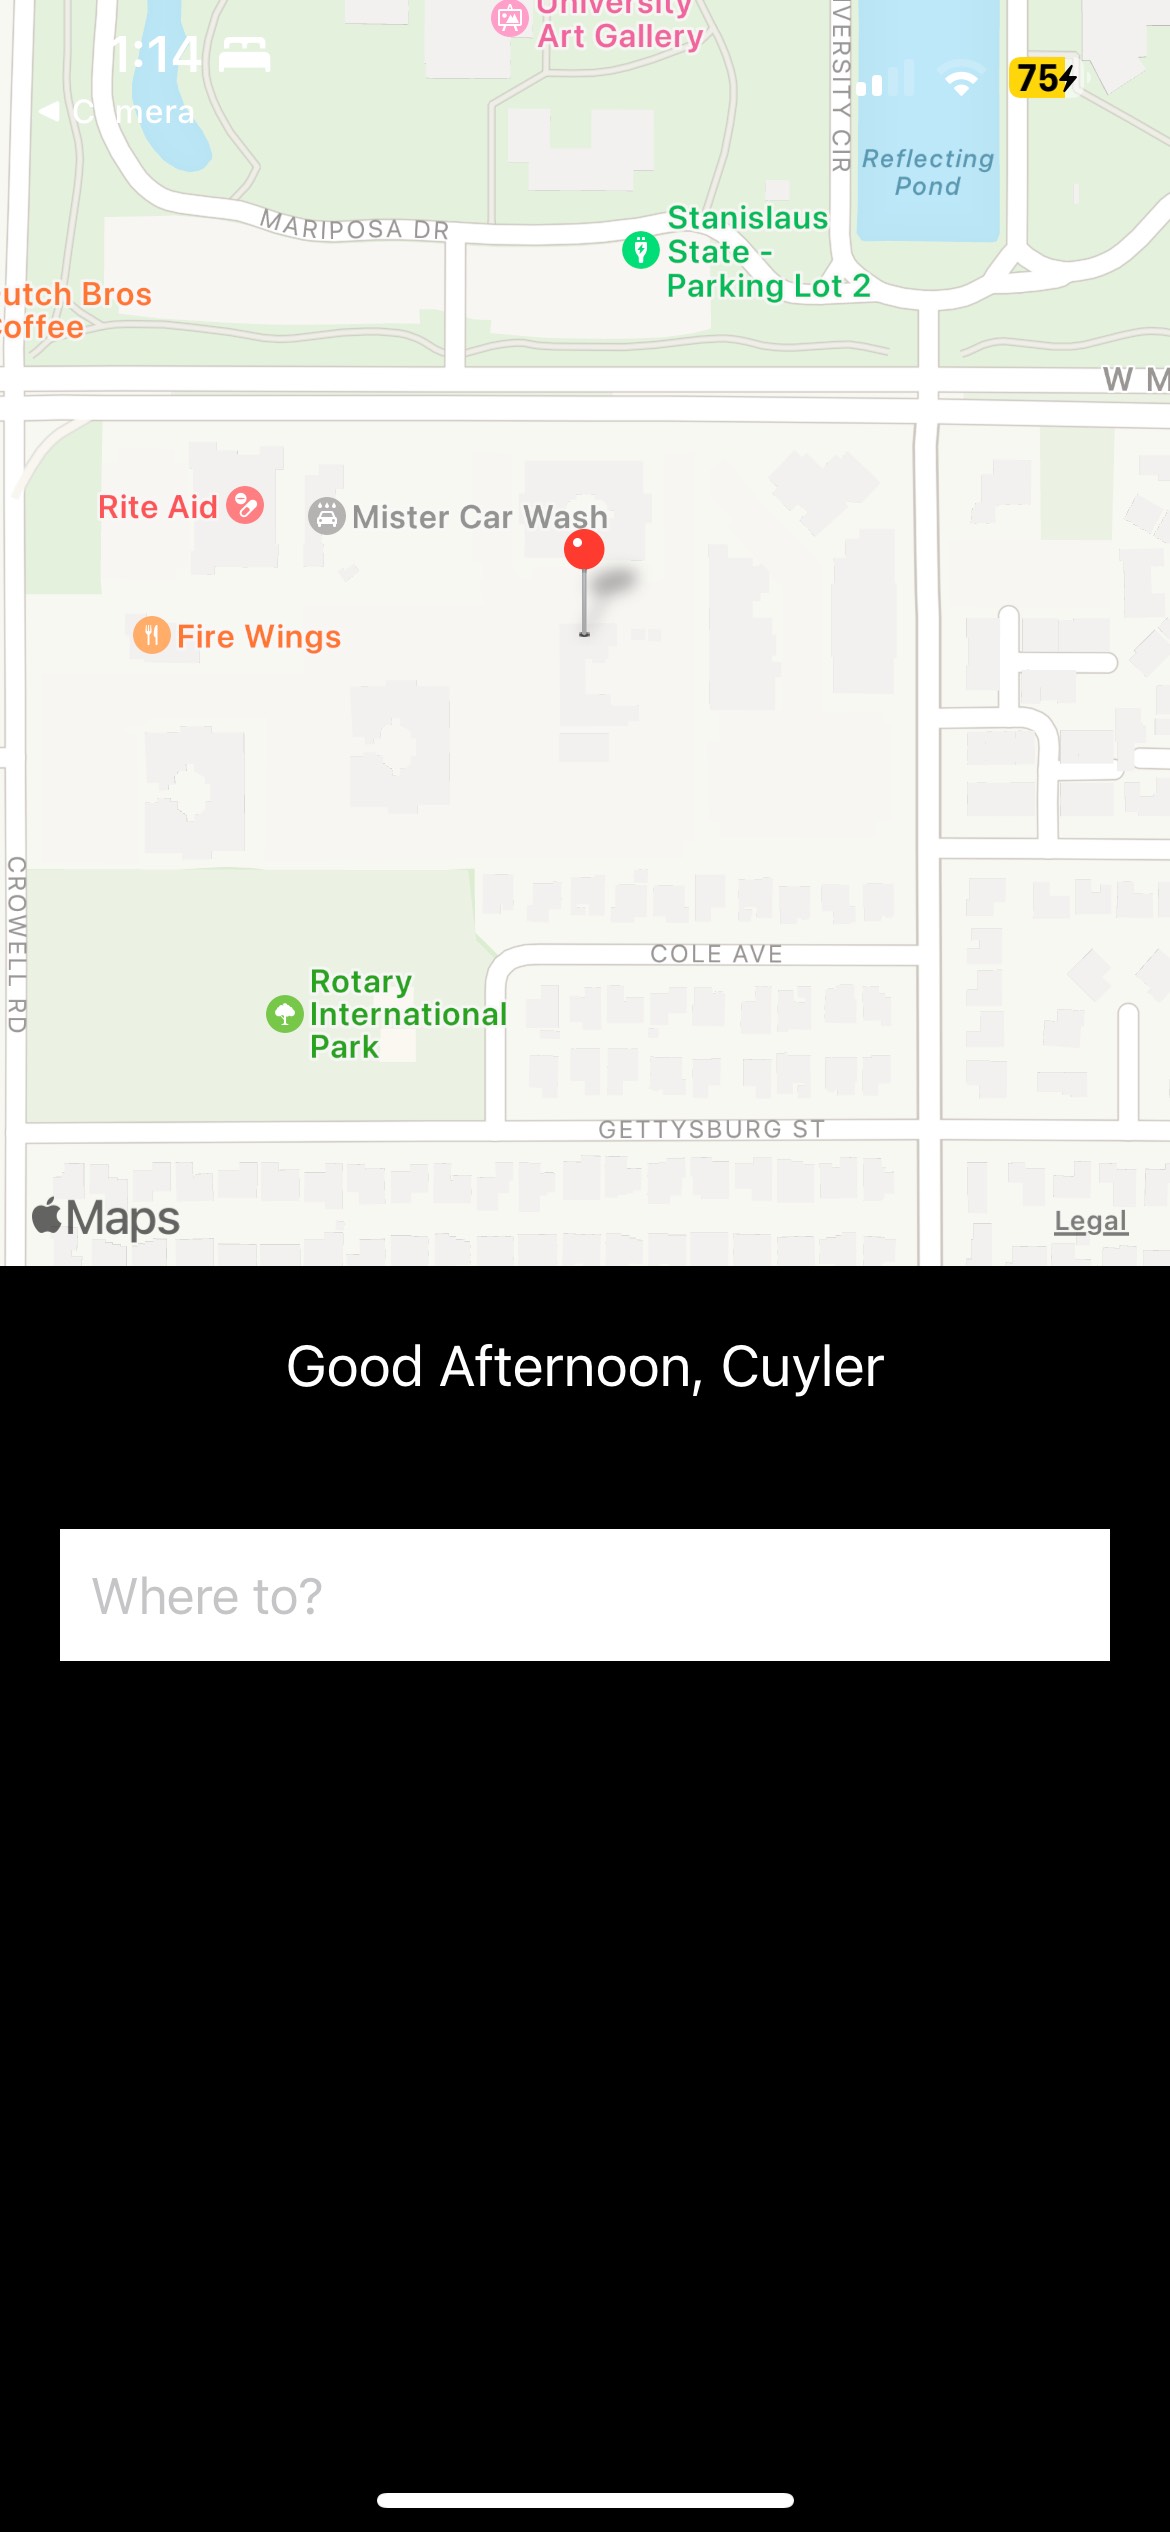 University
Art Gallery
1:14
75
Camera
VERSITY CIR
Reflecting
Pond
MARIPOSA DR
Stanislaus
State -
Parking Lot 2
utch Bros
offee
W M
Rite Aid
Mister Car Wash
Fire Wings
CROWELL RD
COLE AVE
Rotary
International
Park
GETTYSBURG ST
Maps
Legal
Good Afternoon, Cuyler
Where to?